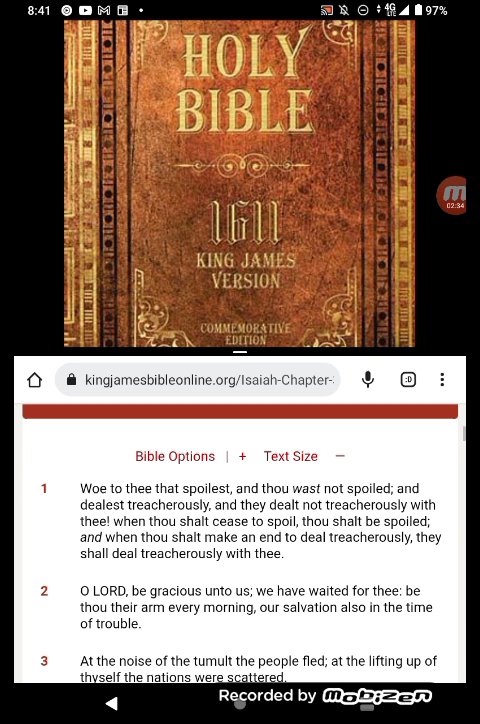 8:41
4G
LTE
97%
HOLY
BIBLE
1611
KING JAMES
VERSION
COMMEMORATIVE
EDITION
02:34
kingjamesbibleonline.org/Isaiah-Chapter-
:D
Bible Options | + Text Size −
1 Woe to thee that spoilest, and thou wast not spoiled; and
dealest treacherously, and they dealt not treacherously with
thee! when thou shalt cease to spoil, thou shalt be spoiled;
and when thou shalt make an end to deal treacherously, they
shall deal treacherously with thee.
2 O LORD, be gracious unto us; we have waited for thee: be
thou their arm every morning, our salvation also in the time
of trouble.
3 At the noise of the tumult the people fled; at the lifting up of
thyself the nations were scattered.
Recorded by Mobizen